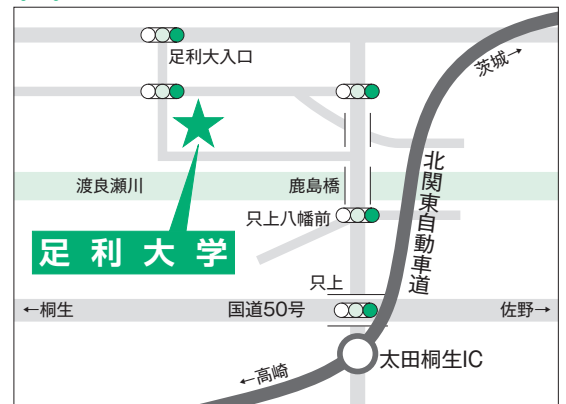 足利大入口
茨城→
北関東自動車道
渡良瀬川
鹿島橋
只上八幡前
足利大学
只上
←桐生
国道50号
佐野→
太田桐生IC
←高崎